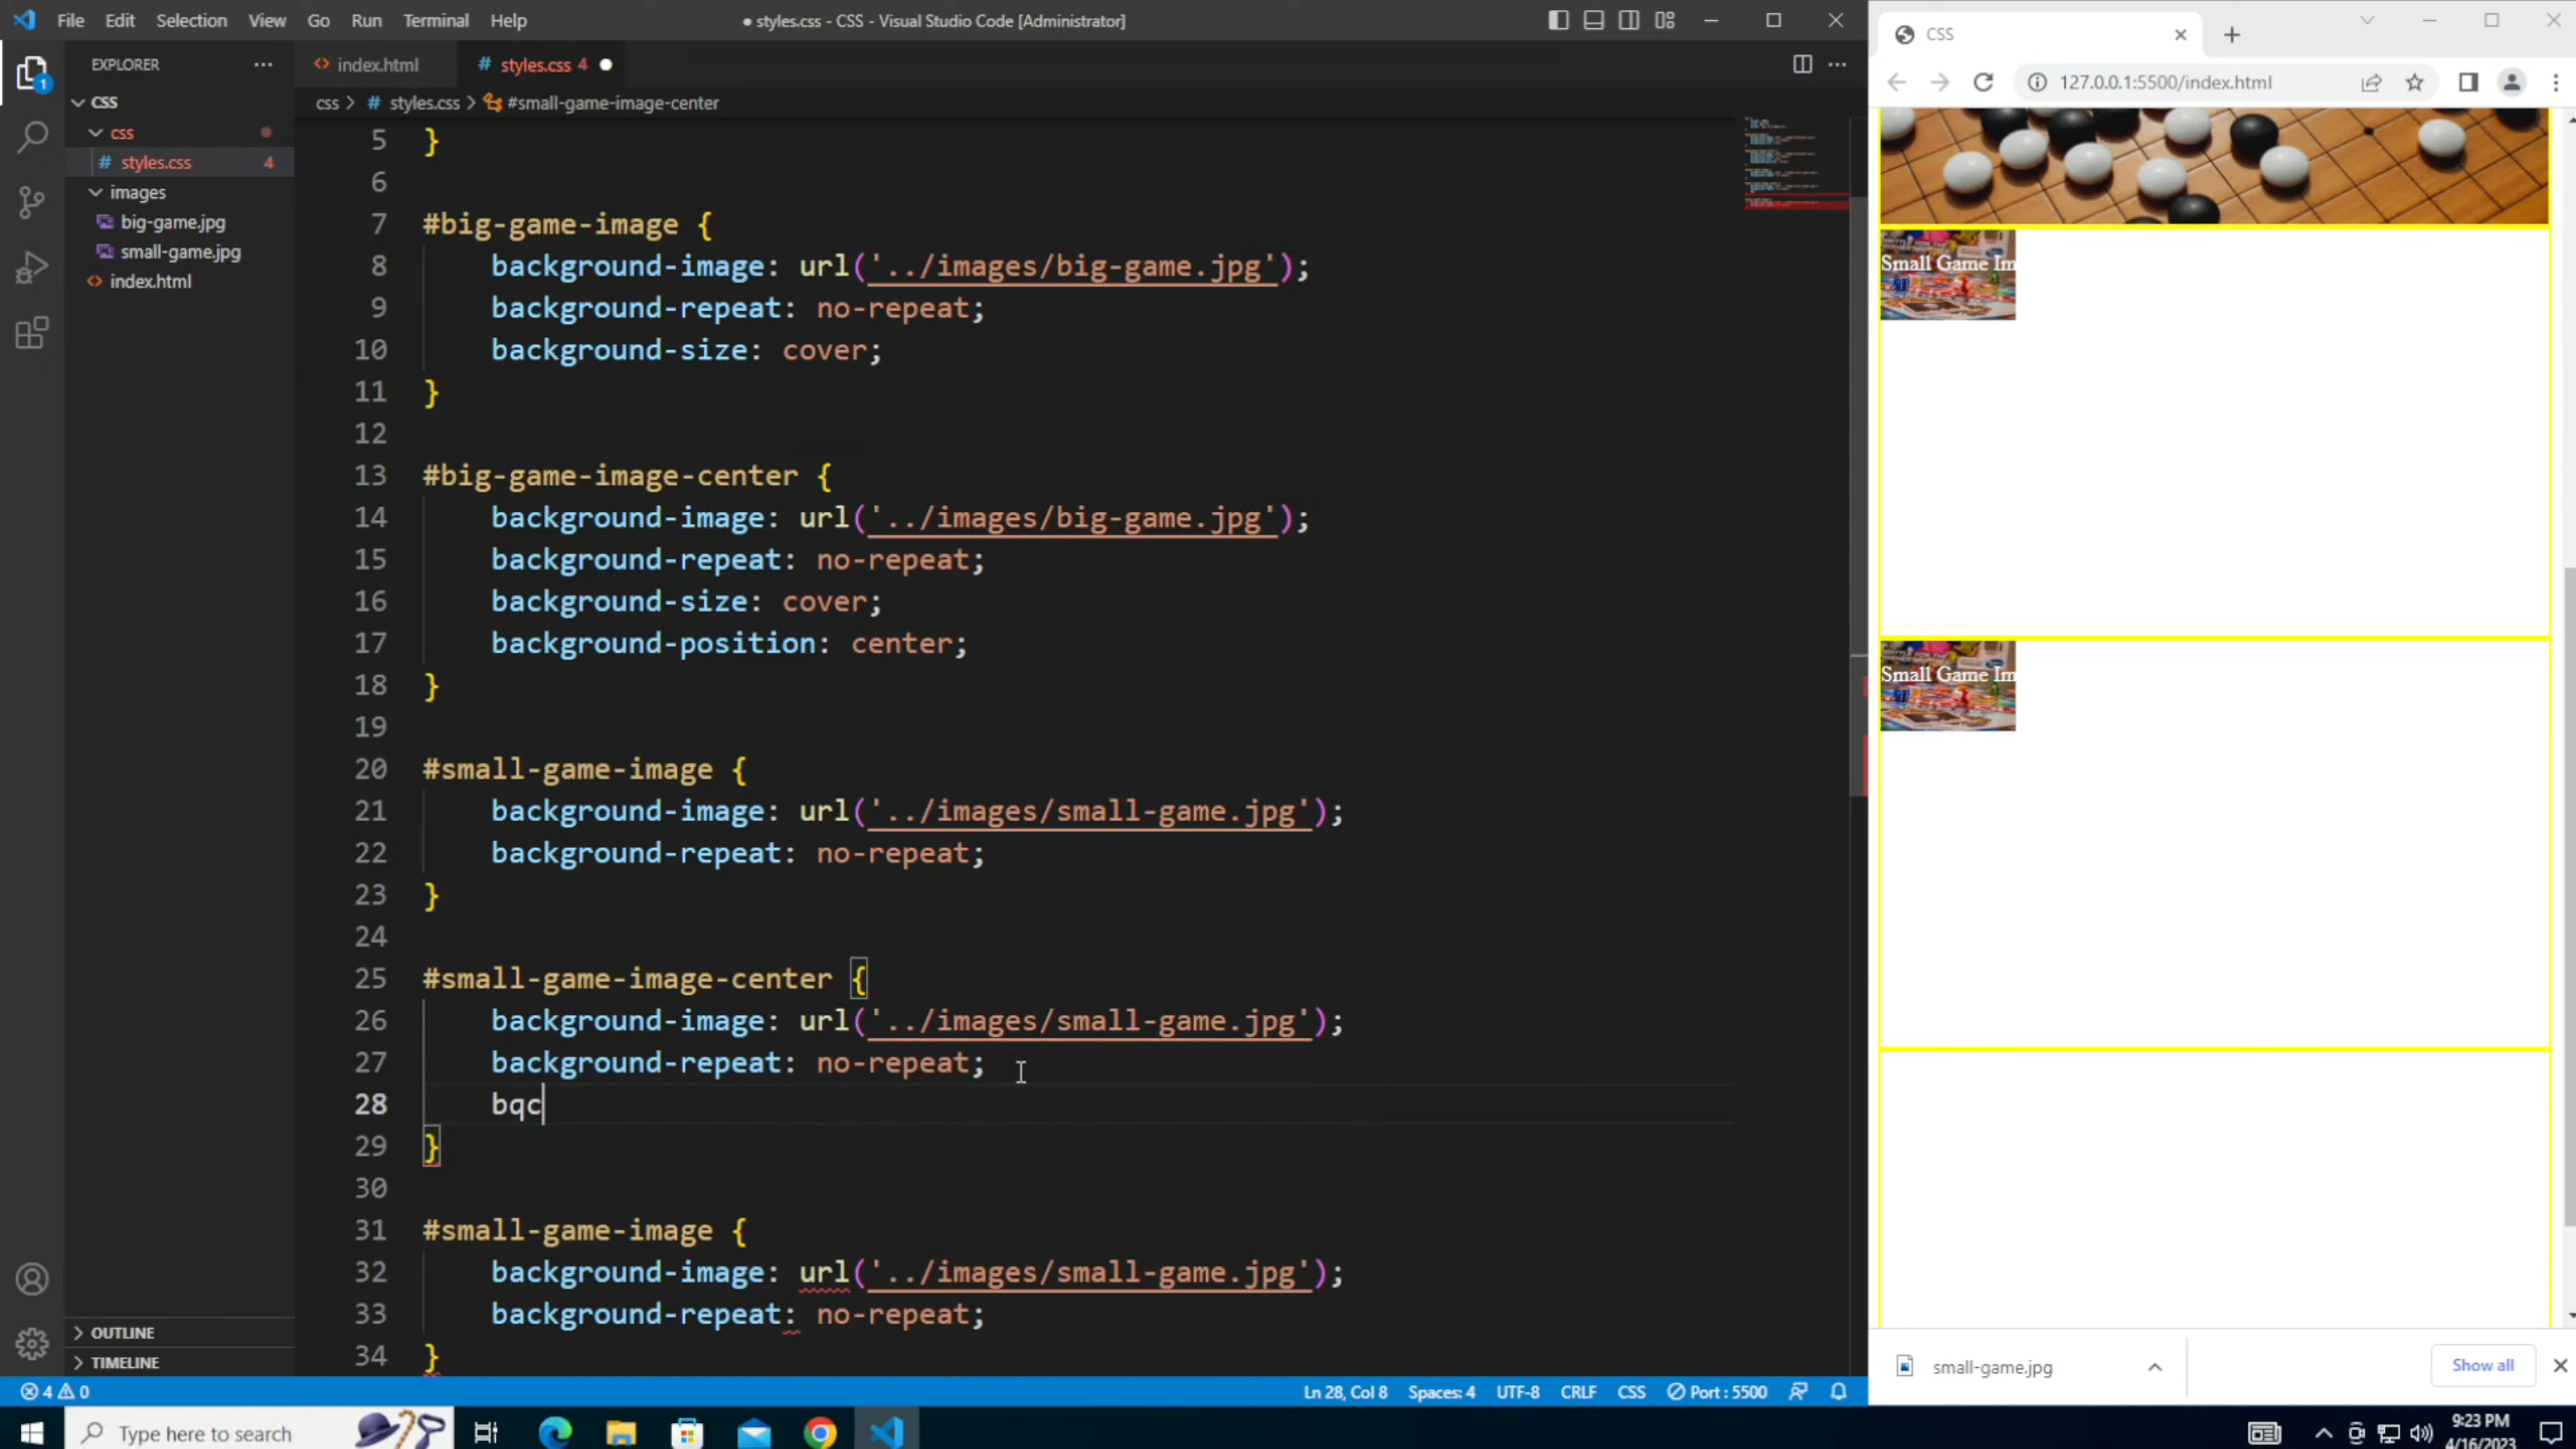 File Edit Selection View Go Run Terminal Help
● styles.css - CSS - Visual Studio Code [Administrator]
EXPLORER ···
CSS
css
# styles.css 4
images
big-game.jpg
small-game.jpg
<> index.html
OUTLINE
TIMELINE
1
<> index.html
# styles.css 4 ●
css > # styles.css > #small-game-image-center
5 }
6
7 #big-game-image {
8 background-image: url('../images/big-game.jpg');
9 background-repeat: no-repeat;
10 background-size: cover;
11 }
12
13 #big-game-image-center {
14 background-image: url('../images/big-game.jpg');
15 background-repeat: no-repeat;
16 background-size: cover;
17 background-position: center;
18 }
19
20 #small-game-image {
21 background-image: url('../images/small-game.jpg');
22 background-repeat: no-repeat;
23 }
24
25 #small-game-image-center {
26 background-image: url('../images/small-game.jpg');
27 background-repeat: no-repeat;
28 bqc
29 }
30
31 #small-game-image {
32 background-image: url('../images/small-game.jpg');
33 background-repeat: no-repeat;
34 }
4 0
Ln 28, Col 8 Spaces: 4 UTF-8 CRLF CSS Port : 5500
CSS
127.0.0.1:5500/index.html
Small Game Im
Small Game Im
small-game.jpg
Show all
Type here to search
9:23 PM
4/16/2023